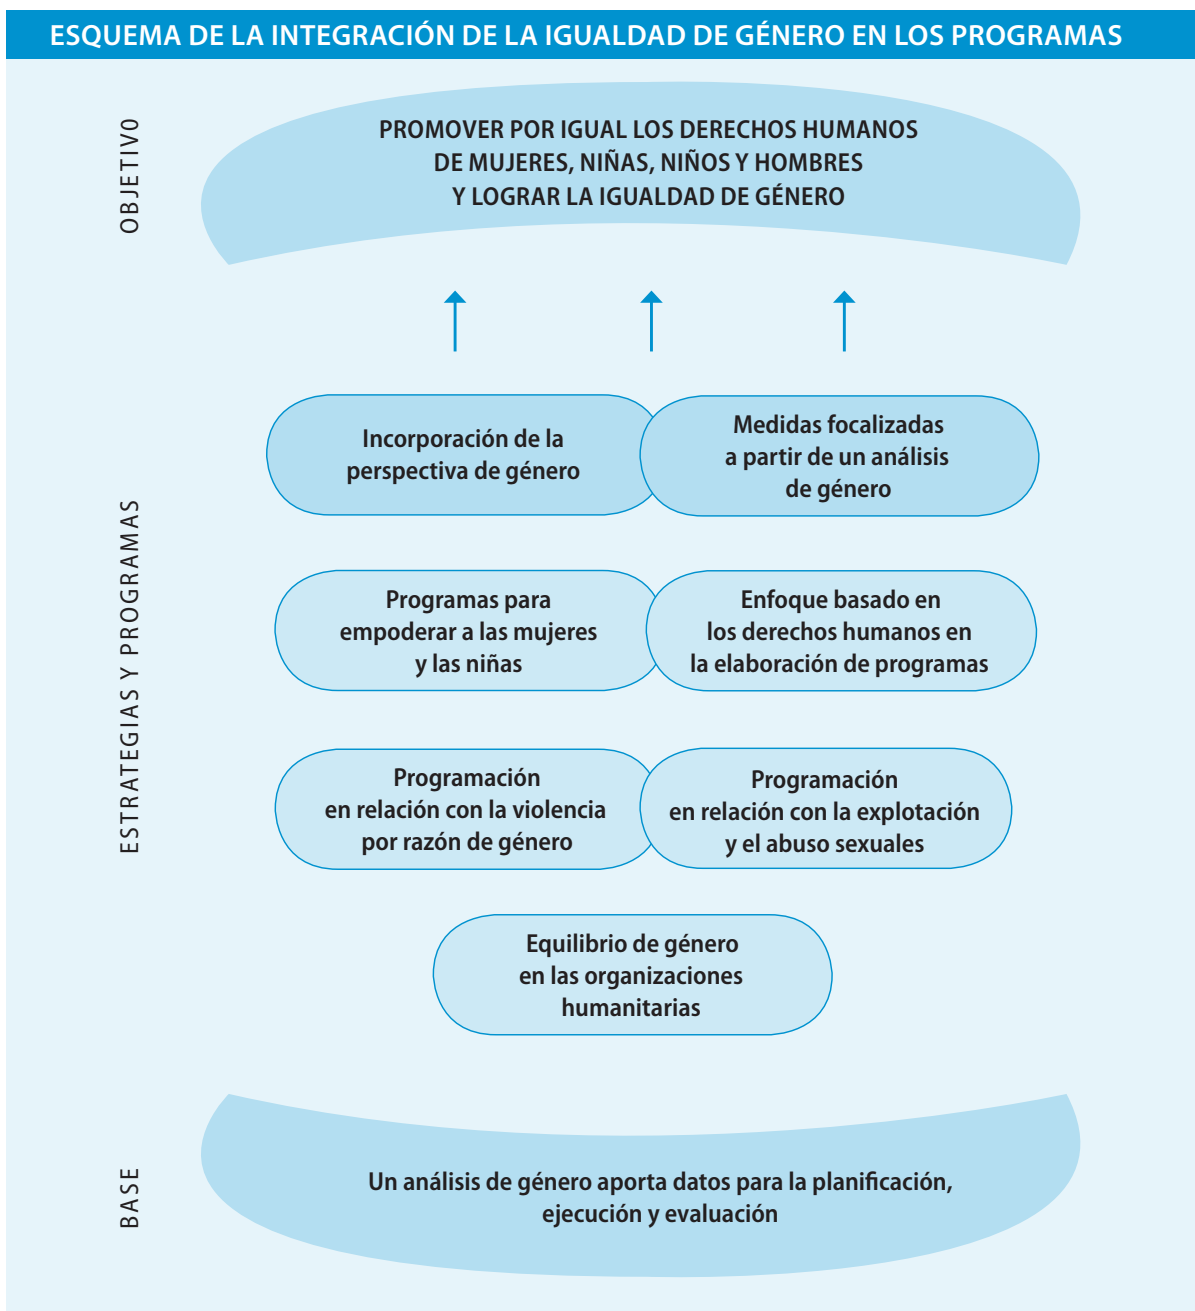 ESQUEMA DE LA INTEGRACIÓN DE LA IGUALDAD DE GÉNERO EN LOS PROGRAMAS
OBJETIVO
PROMOVER POR IGUAL LOS DERECHOS HUMANOS
DE MUJERES, NIÑAS, NIÑOS Y HOMBRES
Y LOGRAR LA IGUALDAD DE GÉNERO
ESTRATEGIAS Y PROGRAMAS
Incorporación de la
perspectiva de género
Medidas focalizadas
a partir de un análisis
de género
Programas para
empoderar a las mujeres
y las niñas
Enfoque basado en
los derechos humanos en
la elaboración de programas
Programación
en relación con la violencia
por razón de género
Programación
en relación con la explotación
y el abuso sexuales
Equilibrio de género
en las organizaciones
humanitarias
BASE
Un análisis de género aporta datos para la planificación,
ejecución y evaluación